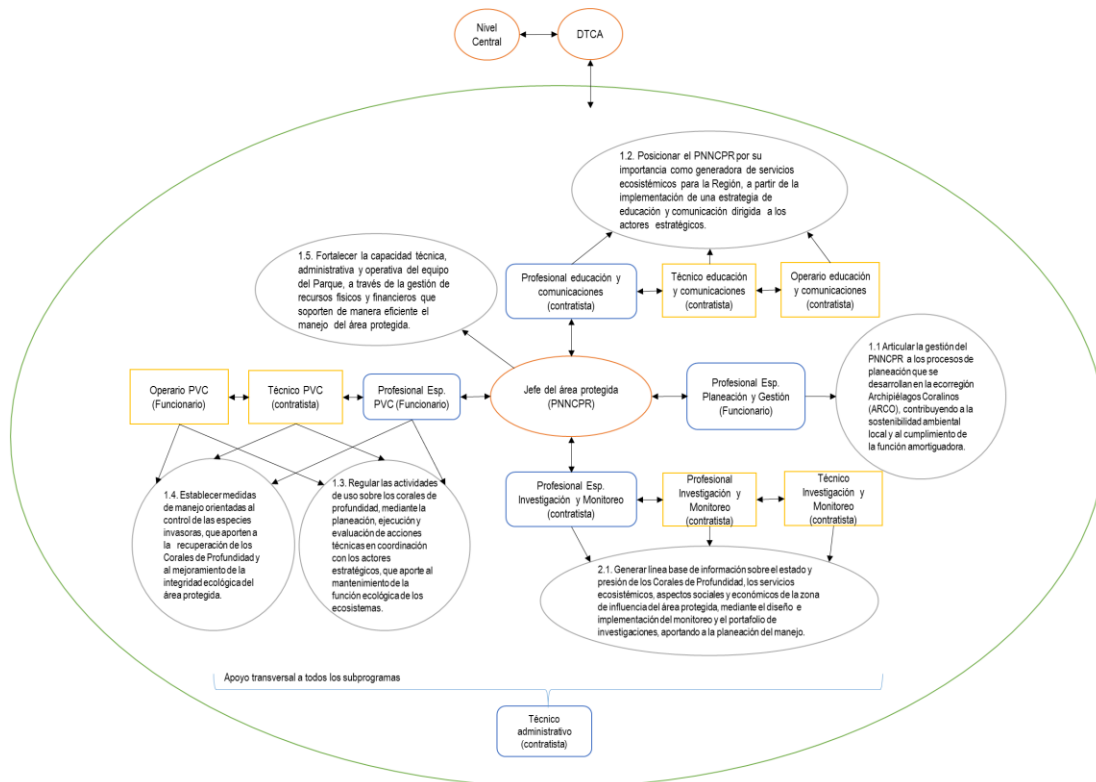 Nivel
Central
DTCA
1.2. Posicionar el PNNCPR por su
importancia como generadora de servicios
ecosistémicos para la Región, a partir de la
implementación de una estrategia de
educación y comunicación dirigida a los
actores estratégicos.
1.5. Fortalecer la capacidad técnica,
administrativa y operativa del equipo
del Parque, a través de la gestión de
recursos físicos y financieros que
soporten de manera eficiente el
manejo del área protegida.
Profesional educación y
comunicaciones
(contratista)
Técnico educación
y comunicaciones
(contratista)
Operario educación
y comunicaciones
(contratista)
1.1 Articular la gestión del
PNNCPR a los procesos de
planeación que se
desarrollan en la ecorregión
Archipiélagos Coralinos
(ARCO), contribuyendo a la
sostenibilidad ambiental
local y al cumplimiento de
la función amortiguadora.
Operario PVC
(Funcionario)
Técnico PVC
(contratista)
Profesional Esp.
PVC (Funcionario)
Jefe del área protegida
(PNNCPR)
Profesional Esp.
Planeación y Gestión
(Funcionario)
1.4. Establecer medidas
de manejo orientadas al
control de las especies
invasoras, que aporten a
la recuperación de los
Corales de Profundidad y
al mejoramiento de la
integridad ecológica del
área protegida.
1.3. Regular las actividades
de uso sobre los corales de
profundidad, mediante la
planeación, ejecución y
evaluación de acciones
técnicas en coordinación
con los actores
estratégicos, que aporte al
mantenimiento de la
función ecológica de los
ecosistemas.
Profesional Esp.
Investigación y Monitoreo
(contratista)
Profesional
Investigación y
Monitoreo
(contratista)
Técnico
Investigación y
Monitoreo
(contratista)
2.1. Generar línea base de información sobre el estado y
presión de los Corales de Profundidad, los servicios
ecosistémicos, aspectos sociales y económicos de la zona
de influencia del área protegida, mediante el diseño e
implementación del monitoreo y el portafolio de
investigaciones, aportando a la planeación del manejo.
Apoyo transversal a todos los subprogramas
Técnico
administrativo
(contratista)